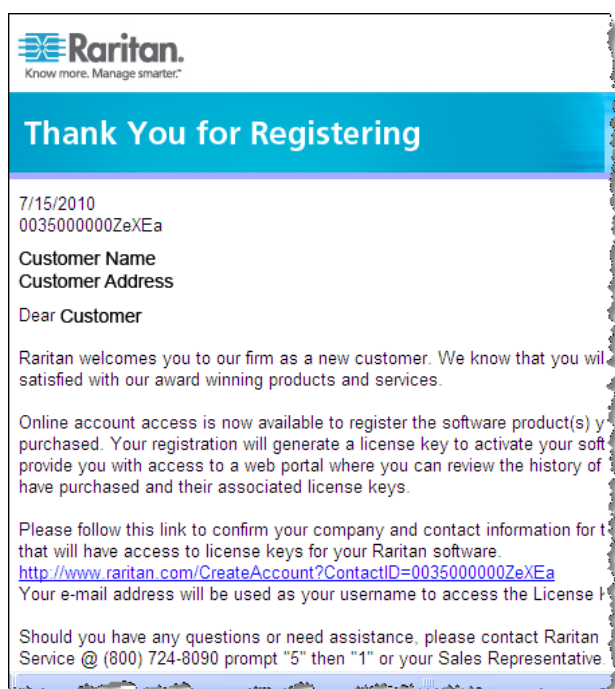 Raritan.
Know more. Manage smarter.™
Thank You for Registering
7/15/2010
0035000000ZeXEa
Customer Name
Customer Address
Dear Customer
Raritan welcomes you to our firm as a new customer. We know that you wil
satisfied with our award winning products and services.
Online account access is now available to register the software product(s) y
purchased. Your registration will generate a license key to activate your soft
provide you with access to a web portal where you can review the history of
have purchased and their associated license keys.
Please follow this link to confirm your company and contact information for t
that will have access to license keys for your Raritan software.
http://www.raritan.com/CreateAccount?ContactID=0035000000ZeXEa
Your e-mail address will be used as your username to access the License
Should you have any questions or need assistance, please contact Raritan
Service @ (800) 724-8090 prompt "5" then "1" or your Sales Representative.